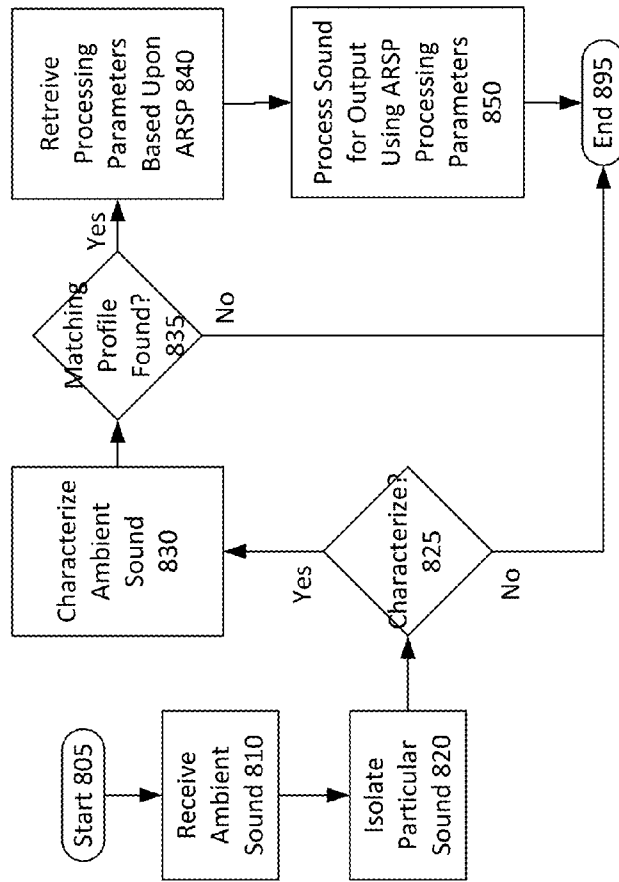 Start 805
Receive
Ambient
Sound 810
Isolate
Particular
Sound 820
Characterize?
825
Yes
No
Characterize
Ambient
Sound
830
Matching
Profile
Found?
835
Yes
No
Retreive
Processing
Parameters
Based Upon
ARSP 840
Process Sound
for Output
Using ARSP
Processing
Parameters
850
End 895